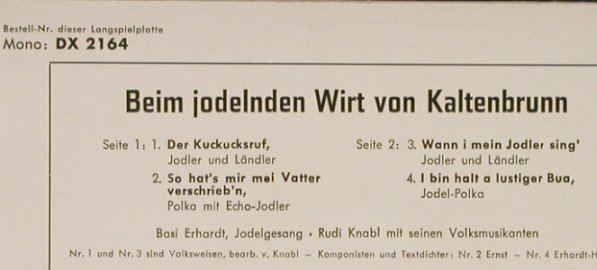 Bestell-Nr. dieser Langspielplatte
Mono: DX 2164
Beim jodelnden Wirt von Kaltenbrunn
Seite 1: 1. Der Kuckucksruf,
Jodler und Ländler
2. So hat's mir mei Vatter
verschrieb'n,
Polka mit Echo-Jodler
Seite 2: 3. Wann i mein Jodler sing'
Jodler und Ländler
4. I bin halt a lustiger Bua,
Jodel-Polka
Basi Erhardt, Jodelgesang • Rudi Knabl mit seinen Volksmusikanten
Nr. 1 und Nr. 3 sind Volksweisen, bearb. v. Knabl – Komponisten und Textdichter: Nr. 2 Ernst – Nr. 4 Erhardt-H